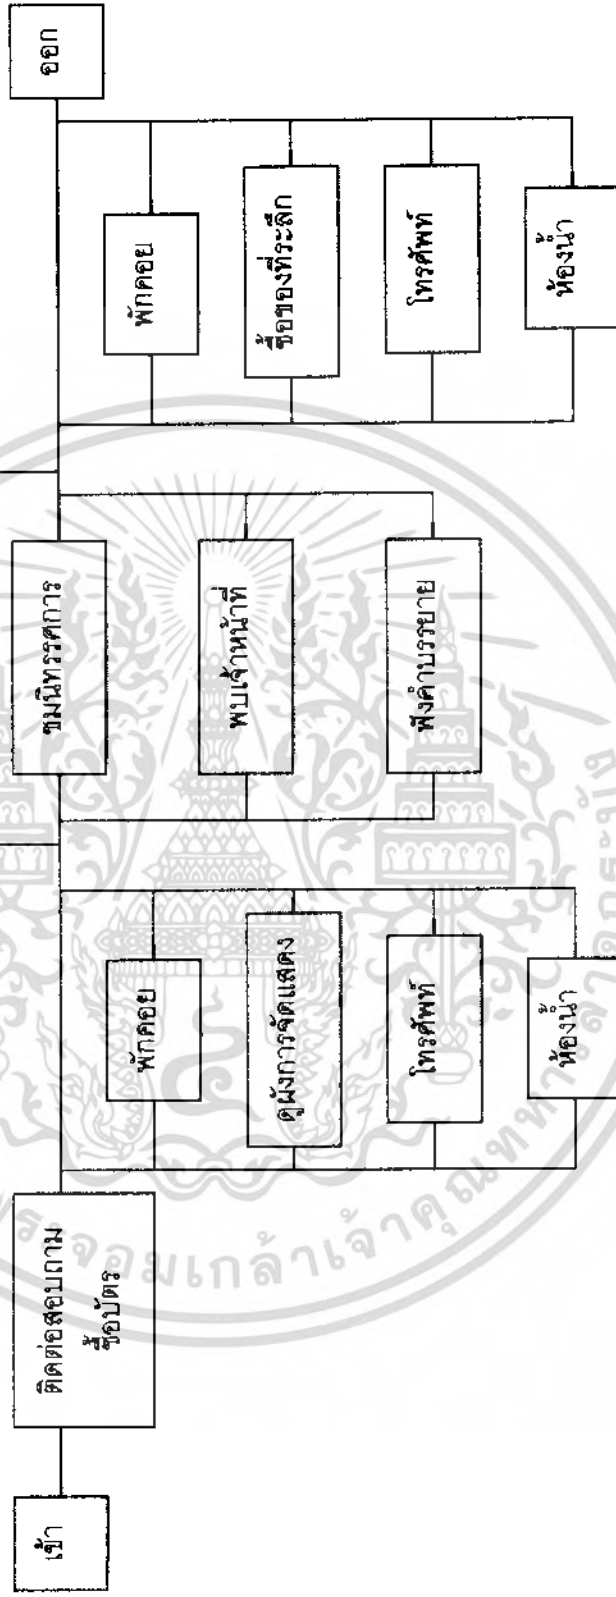 เข้า
ติดต่อสอบถาม
ซื้อบัตร
พักคอย
ดูผังการจัดแสดง
โทรศัพท์
ห้องน้ำ
ชมนิทรรศการ
พบเจ้าหน้าที่
ฟังคำบรรยาย
พักคอย
ซื้อของที่ระลึก
โทรศัพท์
ห้องน้ำ
ออก
ระจอมเกล้าเจ้าคุณทหาร